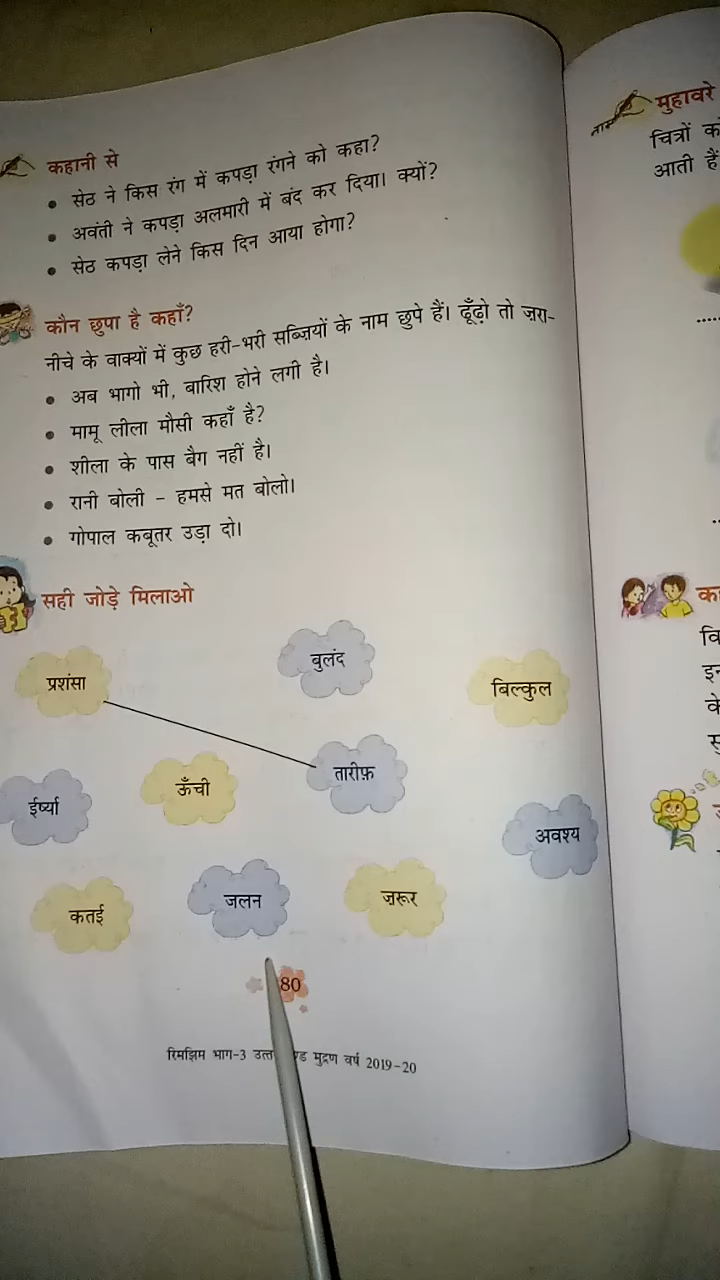 कहानी से
सेठ ने किस रंग में कपड़ा रंगने को कहा?
अवंती ने कपड़ा अलमारी में बंद कर दिया। क्यों?
सेठ कपड़ा लेने किस दिन आया होगा?
कौन छुपा है कहाँ?
नीचे के वाक्यों में कुछ हरी-भरी सब्ज़ियों के नाम छुपे हैं। ढूँढ़ो तो ज़रा-
अब भागो भी, बारिश होने लगी है।
मामू लीला मौसी कहाँ है?
शीला के पास बैग नहीं है।
रानी बोली - हमसे मत बोलो।
गोपाल कबूतर उड़ा दो।
सही जोड़े मिलाओ
प्रशंसा
बुलंद
बिल्कुल
ईर्ष्या
ऊँची
तारीफ़
अवश्य
कतई
जलन
ज़रूर
80
रिमझिम भाग-3 मुद्रण वर्ष 2019-20
मुहावरे
चित्रों
आती हैं